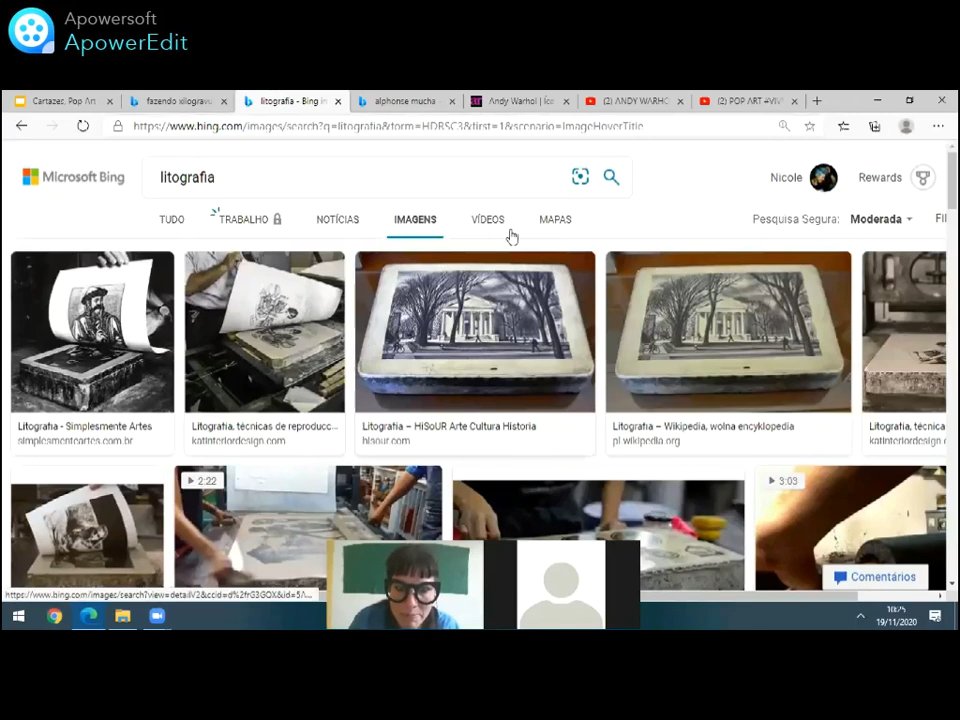 Apowersoft
ApowerEdit
Cartazes, Pop Art
fazendo xilogravu
litografia - Bing im
alphonse mucha -
Andy Warhol | Íco
(2) ANDY WARHO
(2) POP ART #VIV
https://www.bing.com/images/search?q=litografia&form=HDRSC3&first=1&scenario=ImageHoverTitle
Microsoft Bing
litografia
Nicole
Rewards
TUDO
TRABALHO
NOTÍCIAS
IMAGENS
VÍDEOS
MAPAS
Pesquisa Segura: Moderada
Litografia - Simplesmente Artes
simplesmenteartes.com.br
Litografia, técnicas de reproducc...
katinteriordesign.com
Litografia – HiSoUR Arte Cultura Historia
hisour.com
Litografia – Wikipedia, wolna encyklopedia
pl.wikipedia.org
Litografia, técnicas
katinteriordesign.c
2:22
3:03
Comentários
19/11/2020